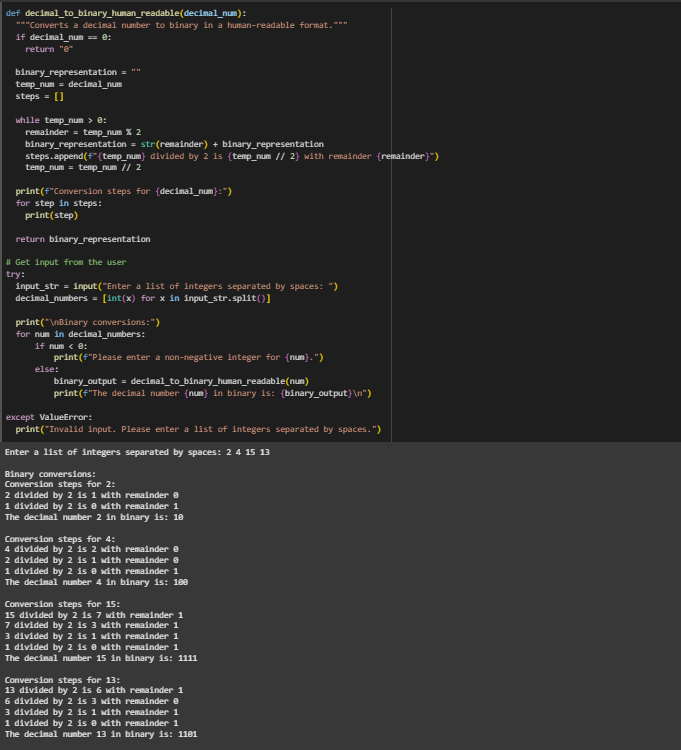 def decimal_to_binary_human_readable(decimal_num):
"""Converts a decimal number to binary in a human-readable format."""
if decimal_num == 0:
return "0"
binary_representation = ""
temp_num = decimal_num
steps = []
while temp_num > 0:
remainder = temp_num % 2
binary_representation = str(remainder) + binary_representation
steps.append(f"{temp_num} divided by 2 is {temp_num // 2} with remainder {remainder}")
temp_num = temp_num // 2
print(f"Conversion steps for {decimal_num}:")
for step in steps:
print(step)
return binary_representation
# Get input from the user
try:
input_str = input("Enter a list of integers separated by spaces: ")
decimal_numbers = [int(x) for x in input_str.split()]
print("\nBinary conversions:")
for num in decimal_numbers:
if num < 0:
print(f"Please enter a non-negative integer for {num}.")
else:
binary_output = decimal_to_binary_human_readable(num)
print(f"The decimal number {num} in binary is: {binary_output}\n")
except ValueError:
print("Invalid input. Please enter a list of integers separated by spaces.")
Enter a list of integers separated by spaces: 2 4 15 13
Binary conversions:
Conversion steps for 2:
2 divided by 2 is 1 with remainder 0
1 divided by 2 is 0 with remainder 1
The decimal number 2 in binary is: 10
Conversion steps for 4:
4 divided by 2 is 2 with remainder 0
2 divided by 2 is 1 with remainder 0
1 divided by 2 is 0 with remainder 1
The decimal number 4 in binary is: 100
Conversion steps for 15:
15 divided by 2 is 7 with remainder 1
7 divided by 2 is 3 with remainder 1
3 divided by 2 is 1 with remainder 1
1 divided by 2 is 0 with remainder 1
The decimal number 15 in binary is: 1111
Conversion steps for 13:
13 divided by 2 is 6 with remainder 1
6 divided by 2 is 3 with remainder 0
3 divided by 2 is 1 with remainder 1
1 divided by 2 is 0 with remainder 1
The decimal number 13 in binary is: 1101